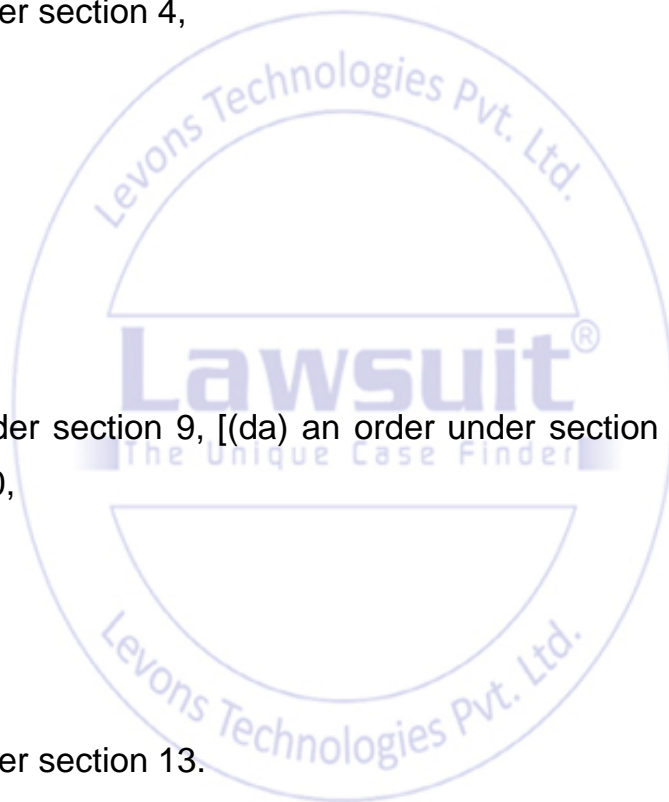 er section 4,
Levons Technologies Pvt. Ltd.
Lawsuit®
der section 9, [(da) an order under section
The Unique Case Finder
0,
Levons Technologies Pvt. Ltd.
er section 13.